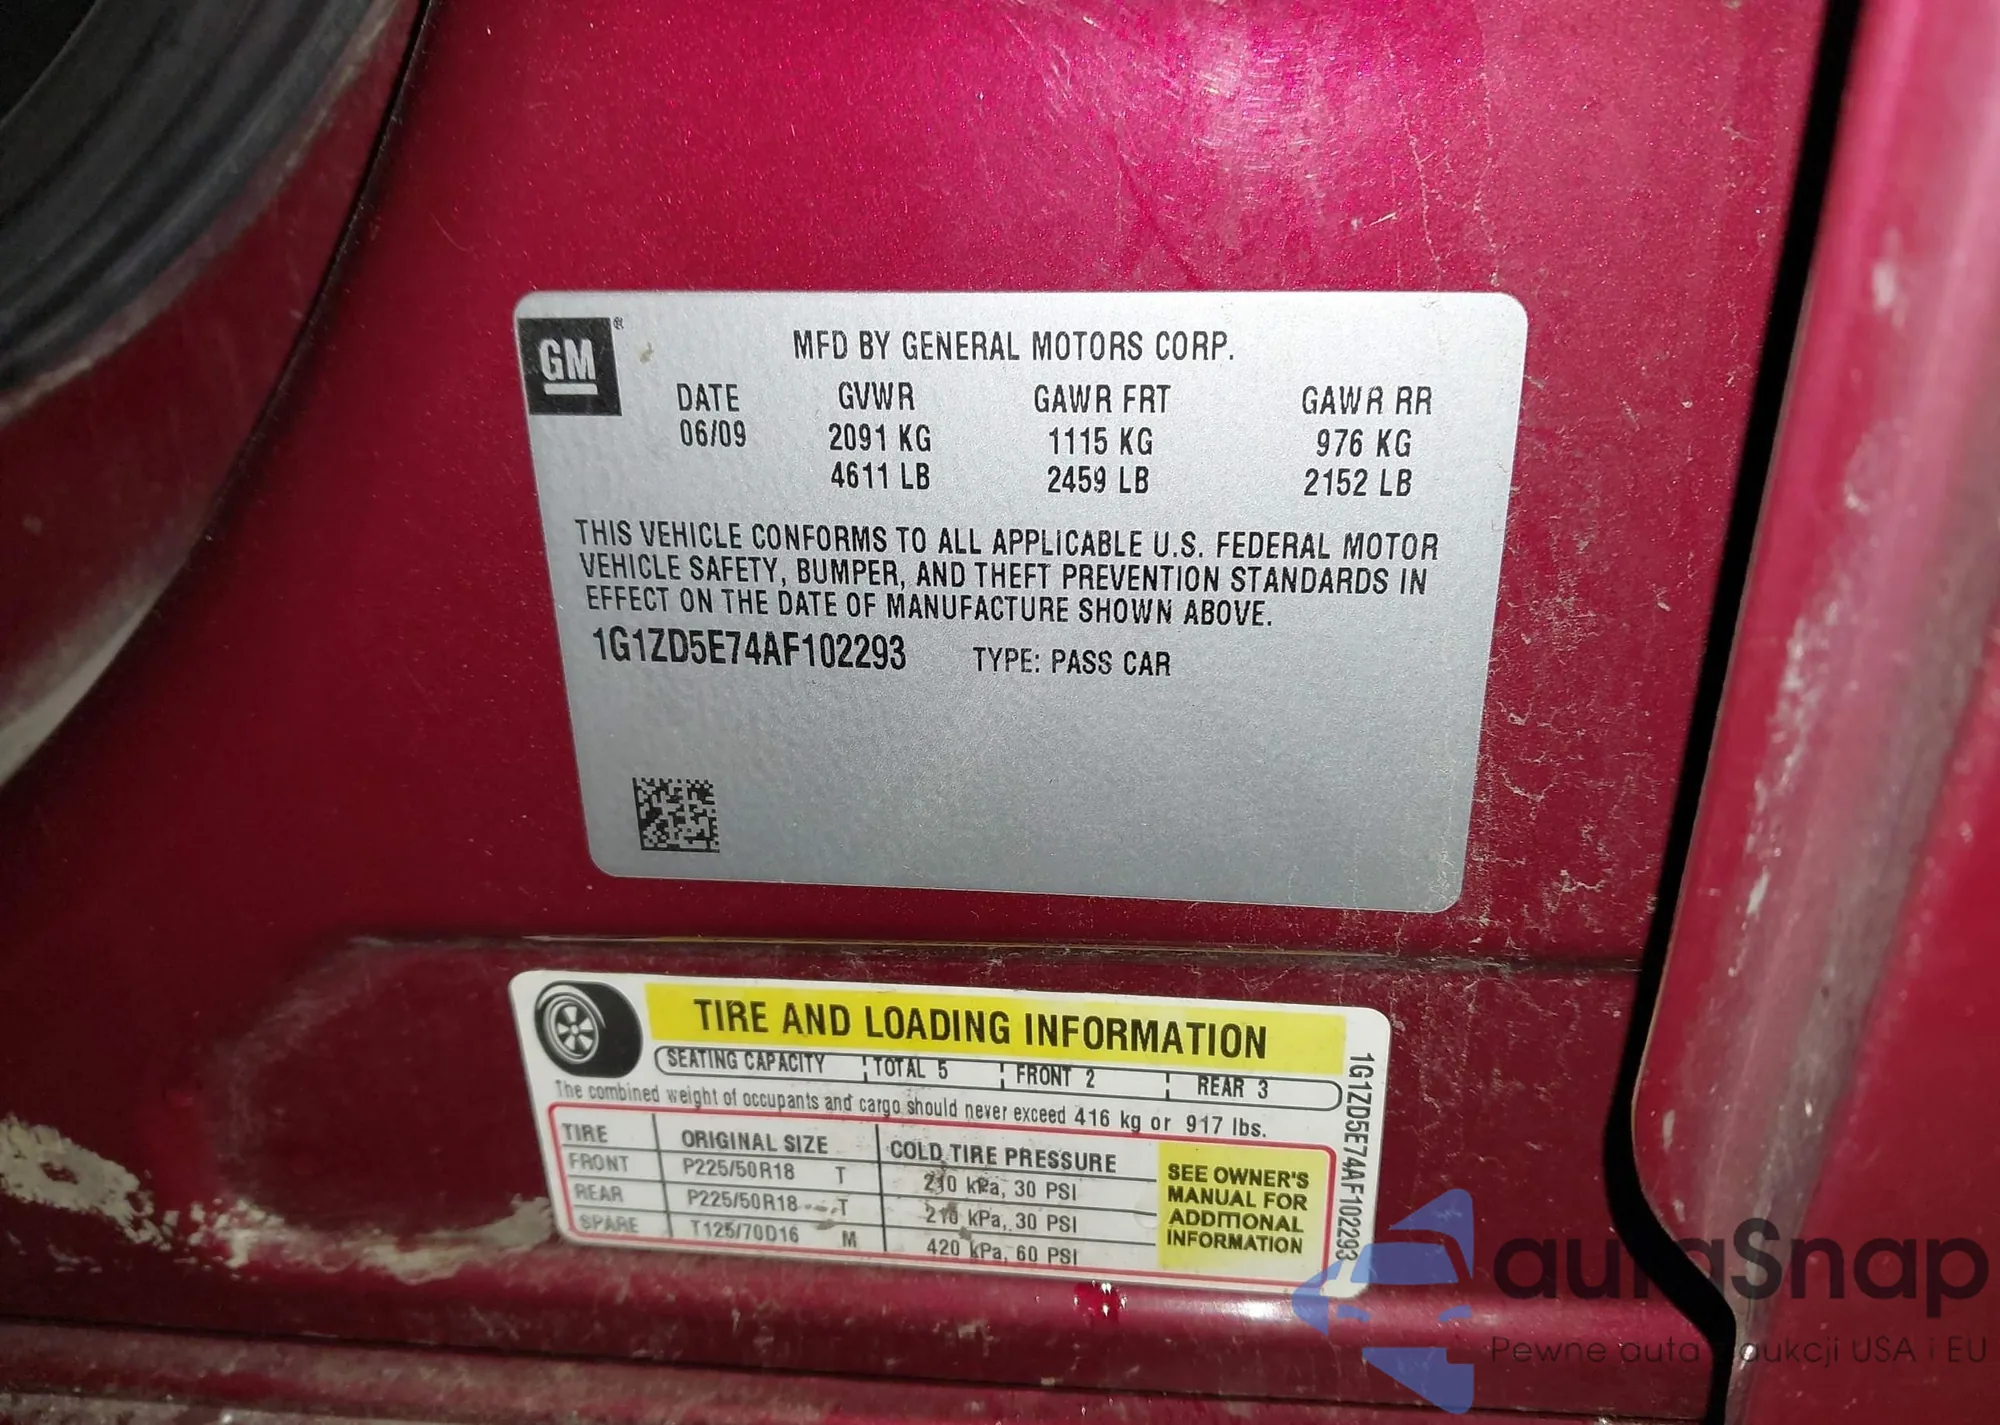 GM ®
MFD BY GENERAL MOTORS CORP.
DATE GVWR GAWR FRT GAWR RR
06/09 2091 KG 1115 KG 976 KG
4611 LB 2459 LB 2152 LB
THIS VEHICLE CONFORMS TO ALL APPLICABLE U.S. FEDERAL MOTOR
VEHICLE SAFETY, BUMPER, AND THEFT PREVENTION STANDARDS IN
EFFECT ON THE DATE OF MANUFACTURE SHOWN ABOVE.
1G1ZD5E74AF102293 TYPE: PASS CAR
TIRE AND LOADING INFORMATION
SEATING CAPACITY TOTAL 5 FRONT 2 REAR 3
The combined weight of occupants and cargo should never exceed 416 kg or 917 lbs.
TIRE ORIGINAL SIZE COLD TIRE PRESSURE
FRONT P225/50R18 T 210 kPa, 30 PSI
REAR P225/50R18 T 210 kPa, 30 PSI
SPARE T125/70D16 M 420 kPa, 60 PSI
SEE OWNER'S
MANUAL FOR
ADDITIONAL
INFORMATION
1G1ZD5E74AF102293
auraSnap
Pewne auta z aukcji USA i EU